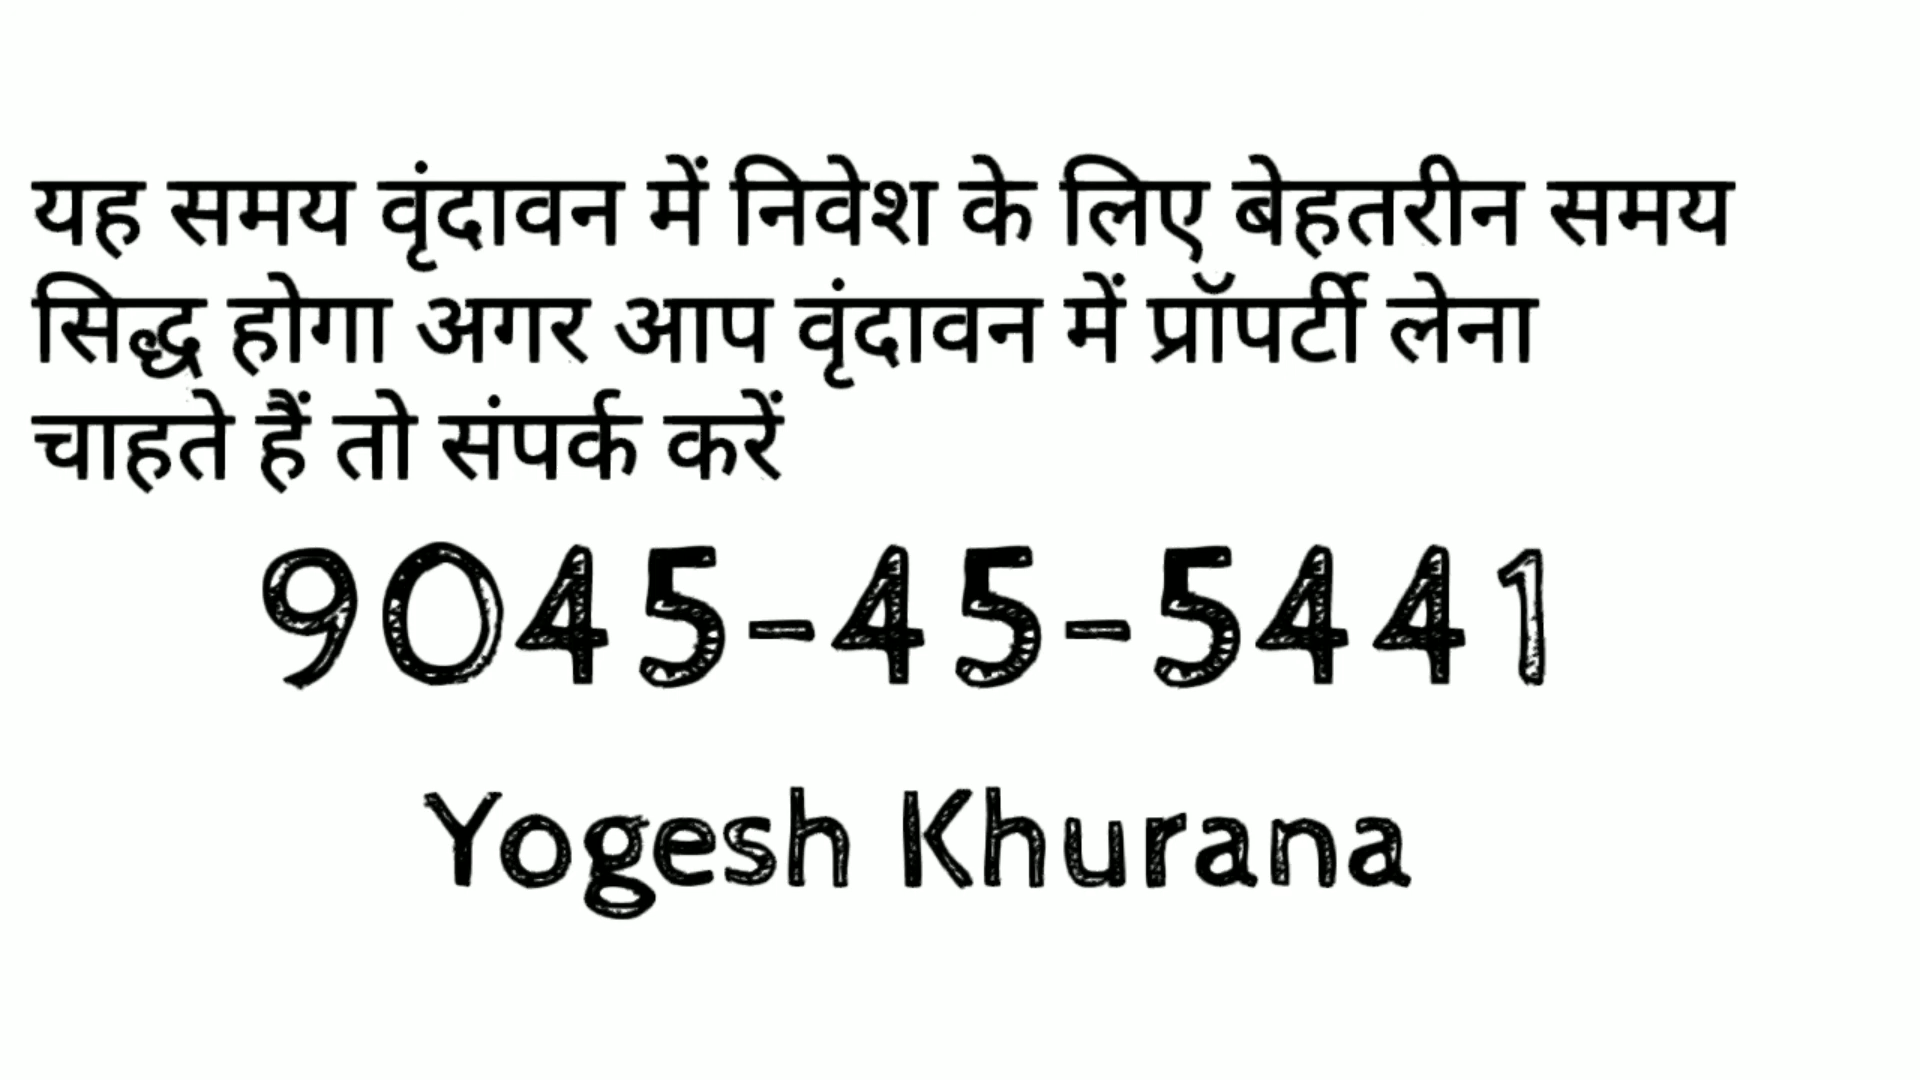 यह समय वृंदावन में निवेश के लिए बेहतरीन समय
सिद्ध होगा अगर आप वृंदावन में प्रॉपर्टी लेना
चाहते हैं तो संपर्क करें
9045-45-5441
Yogesh Khurana